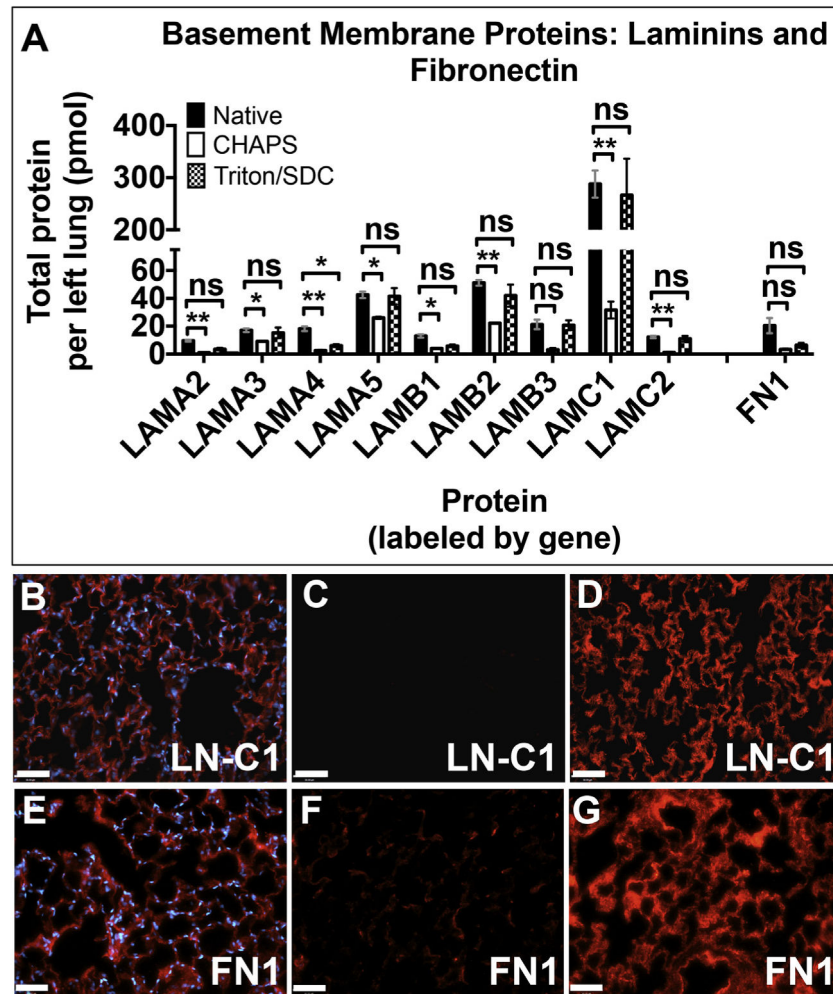 A
Basement Membrane Proteins: Laminins and
Fibronectin
Native
CHAPS
Triton/SDC
Total protein
per left lung (pmol)
400
300
200
60
40
20
0
ns
**
ns
*
*
**
ns
*
ns
*
ns
**
ns
ns
ns
**
ns
**
ns
ns
LAMA2
LAMA3
LAMA4
LAMA5
LAMB1
LAMB2
LAMB3
LAMC1
LAMC2
FN1
Protein
(labeled by gene)
B
LN-C1
C
LN-C1
D
LN-C1
E
FN1
F
FN1
G
FN1